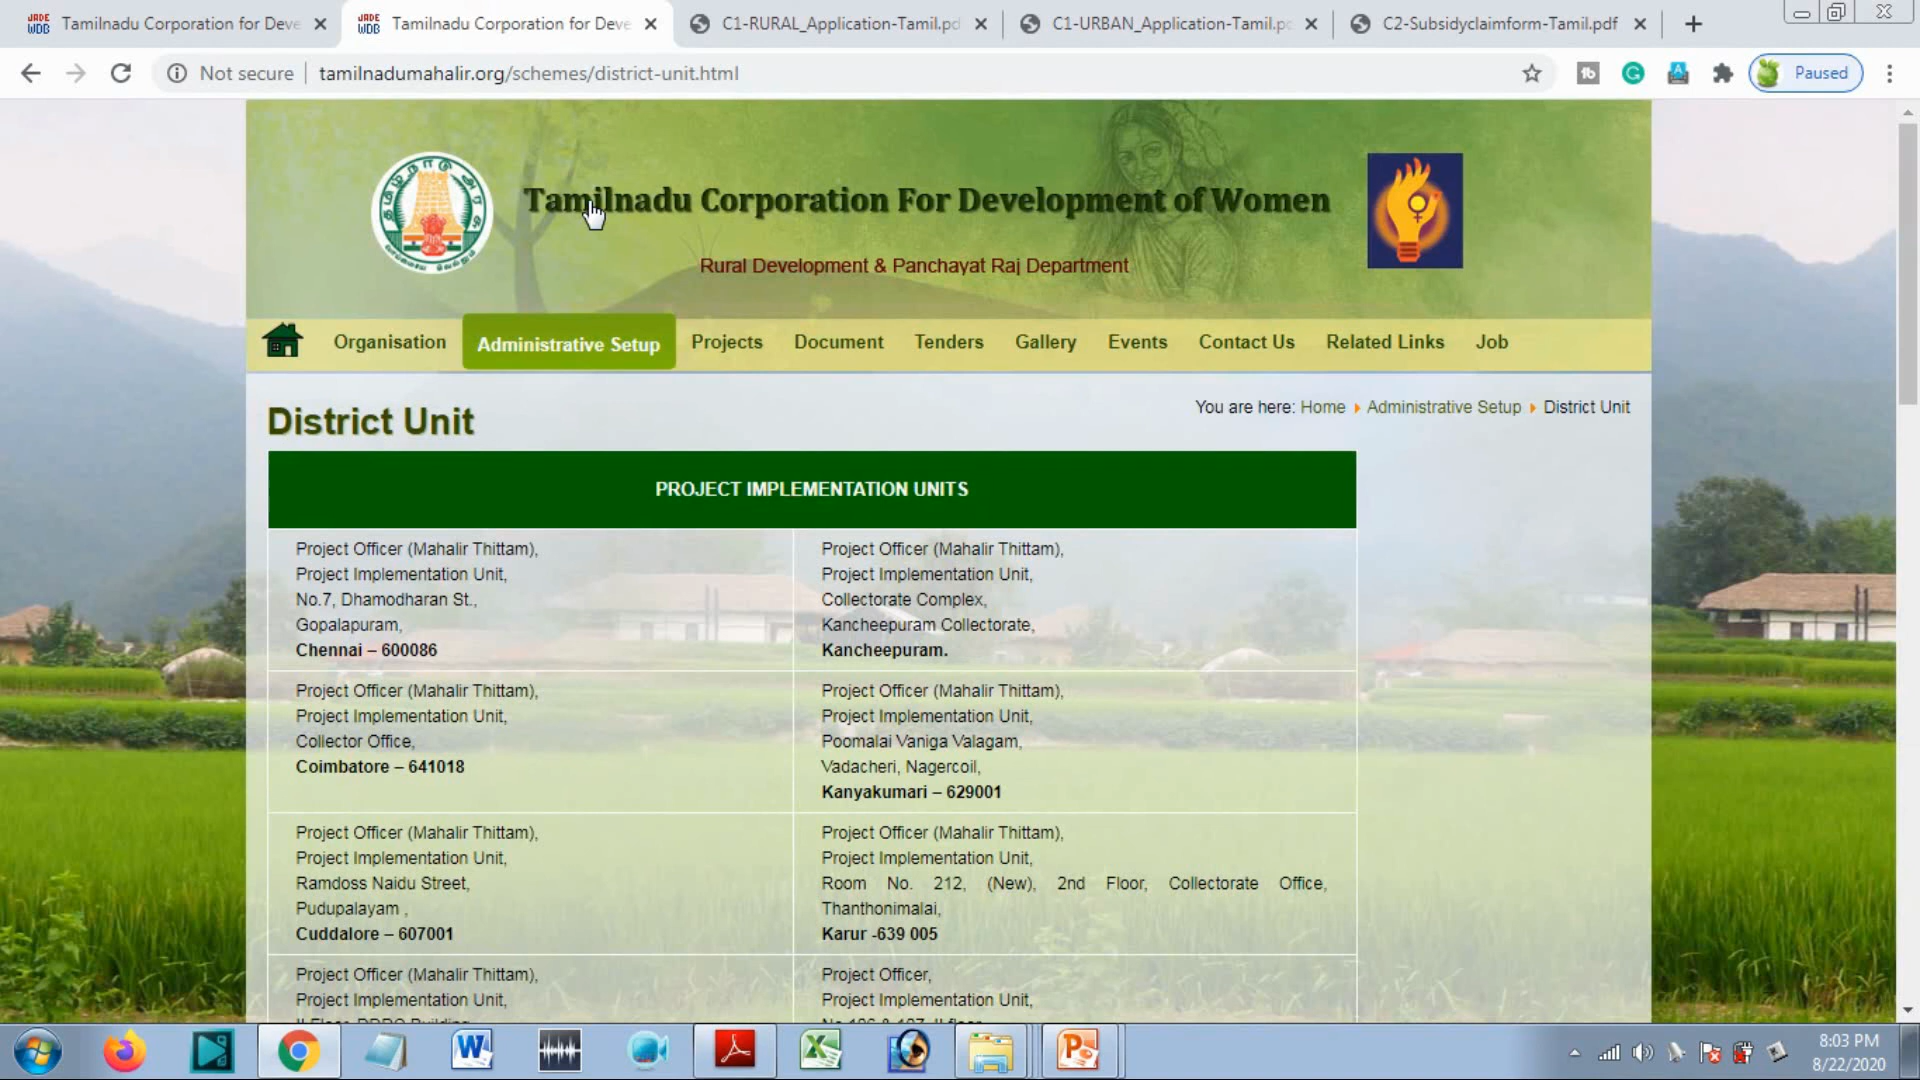 Tamilnadu Corporation for Deve
Tamilnadu Corporation for Deve
C1-RURAL_Application-Tamil.pd
C1-URBAN_Application-Tamil.p
C2-Subsidyclaimform-Tamil.pdf
Not secure
tamilnadumahalir.org/schemes/district-unit.html
Paused
Tamilnadu Corporation For Development of Women
Rural Development & Panchayat Raj Department
Organisation
Administrative Setup
Projects
Document
Tenders
Gallery
Events
Contact Us
Related Links
Job
District Unit
You are here: Home Administrative Setup District Unit
PROJECT IMPLEMENTATION UNITS
Project Officer (Mahalir Thittam),
Project Implementation Unit,
No.7, Dhamodharan St.,
Gopalapuram,
Chennai – 600086
Project Officer (Mahalir Thittam),
Project Implementation Unit,
Collectorate Complex,
Kancheepuram Collectorate,
Kancheepuram.
Project Officer (Mahalir Thittam),
Project Implementation Unit,
Collector Office,
Coimbatore – 641018
Project Officer (Mahalir Thittam),
Project Implementation Unit,
Poomalai Vaniga Valagam,
Vadacheri, Nagercoil,
Kanyakumari – 629001
Project Officer (Mahalir Thittam),
Project Implementation Unit,
Ramdoss Naidu Street,
Pudupalayam ,
Cuddalore – 607001
Project Officer (Mahalir Thittam),
Project Implementation Unit,
Room No. 212, (New), 2nd Floor, Collectorate Office,
Thanthonimalai,
Karur -639 005
Project Officer (Mahalir Thittam),
Project Implementation Unit,
Project Officer,
Project Implementation Unit,
8:03 PM
8/22/2020